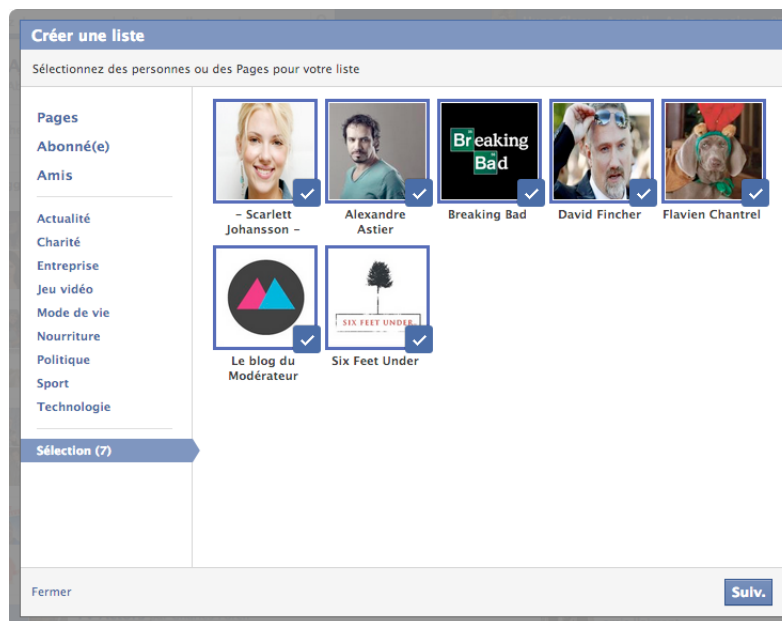 Créer une liste
Sélectionnez des personnes ou des Pages pour votre liste
Pages
Abonné(e)
Amis
Actualité
Charité
Entreprise
Jeu vidéo
Mode de vie
Nourriture
Politique
Sport
Technologie
Sélection (7)
– Scarlett
Johansson –
Alexandre
Astier
Breaking
Bad
Breaking Bad
David Fincher
Flavien Chantrel
Le blog du
Modérateur
SIX FEET UNDER
Six Feet Under
Fermer
Suiv.